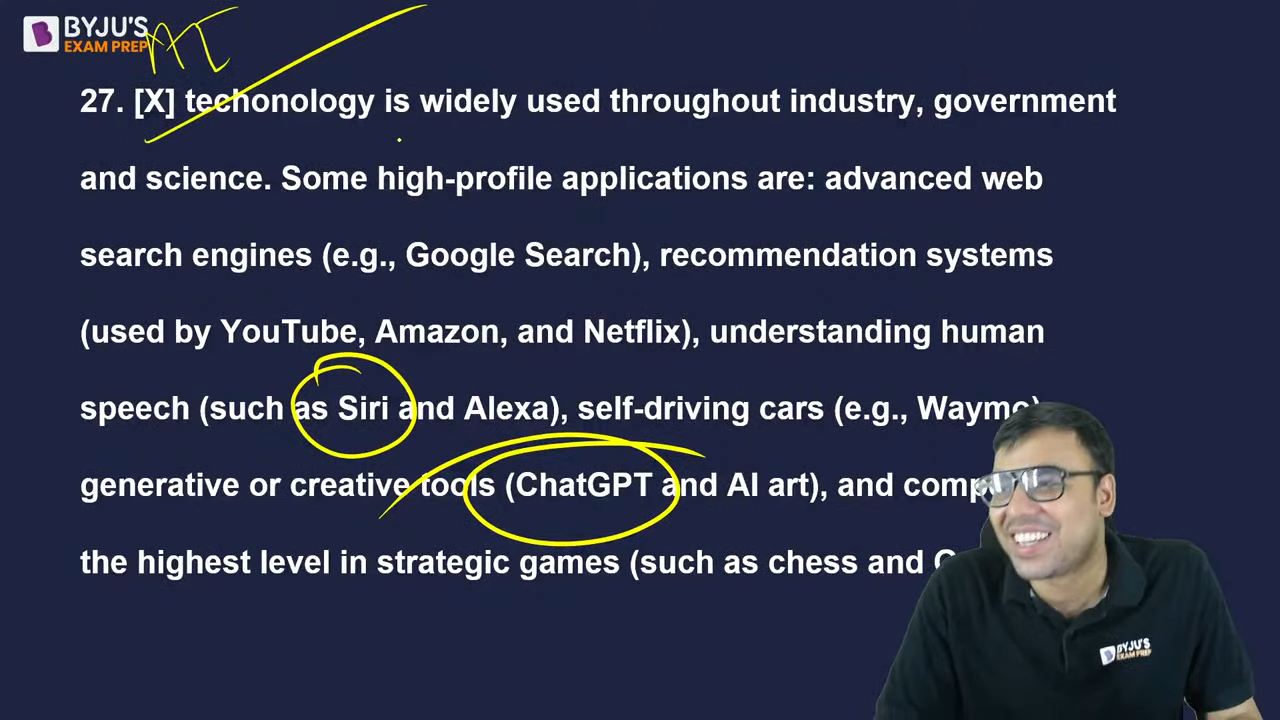 BYJU'S
EXAM PREP
AI
27. [X] techonology is widely used throughout industry, government
and science. Some high-profile applications are: advanced web
search engines (e.g., Google Search), recommendation systems
(used by YouTube, Amazon, and Netflix), understanding human
speech (such as Siri and Alexa), self-driving cars (e.g., Waymo),
generative or creative tools (ChatGPT and AI art), and
the highest level in strategic games (such as chess and
BYJU'S
EXAM PREP